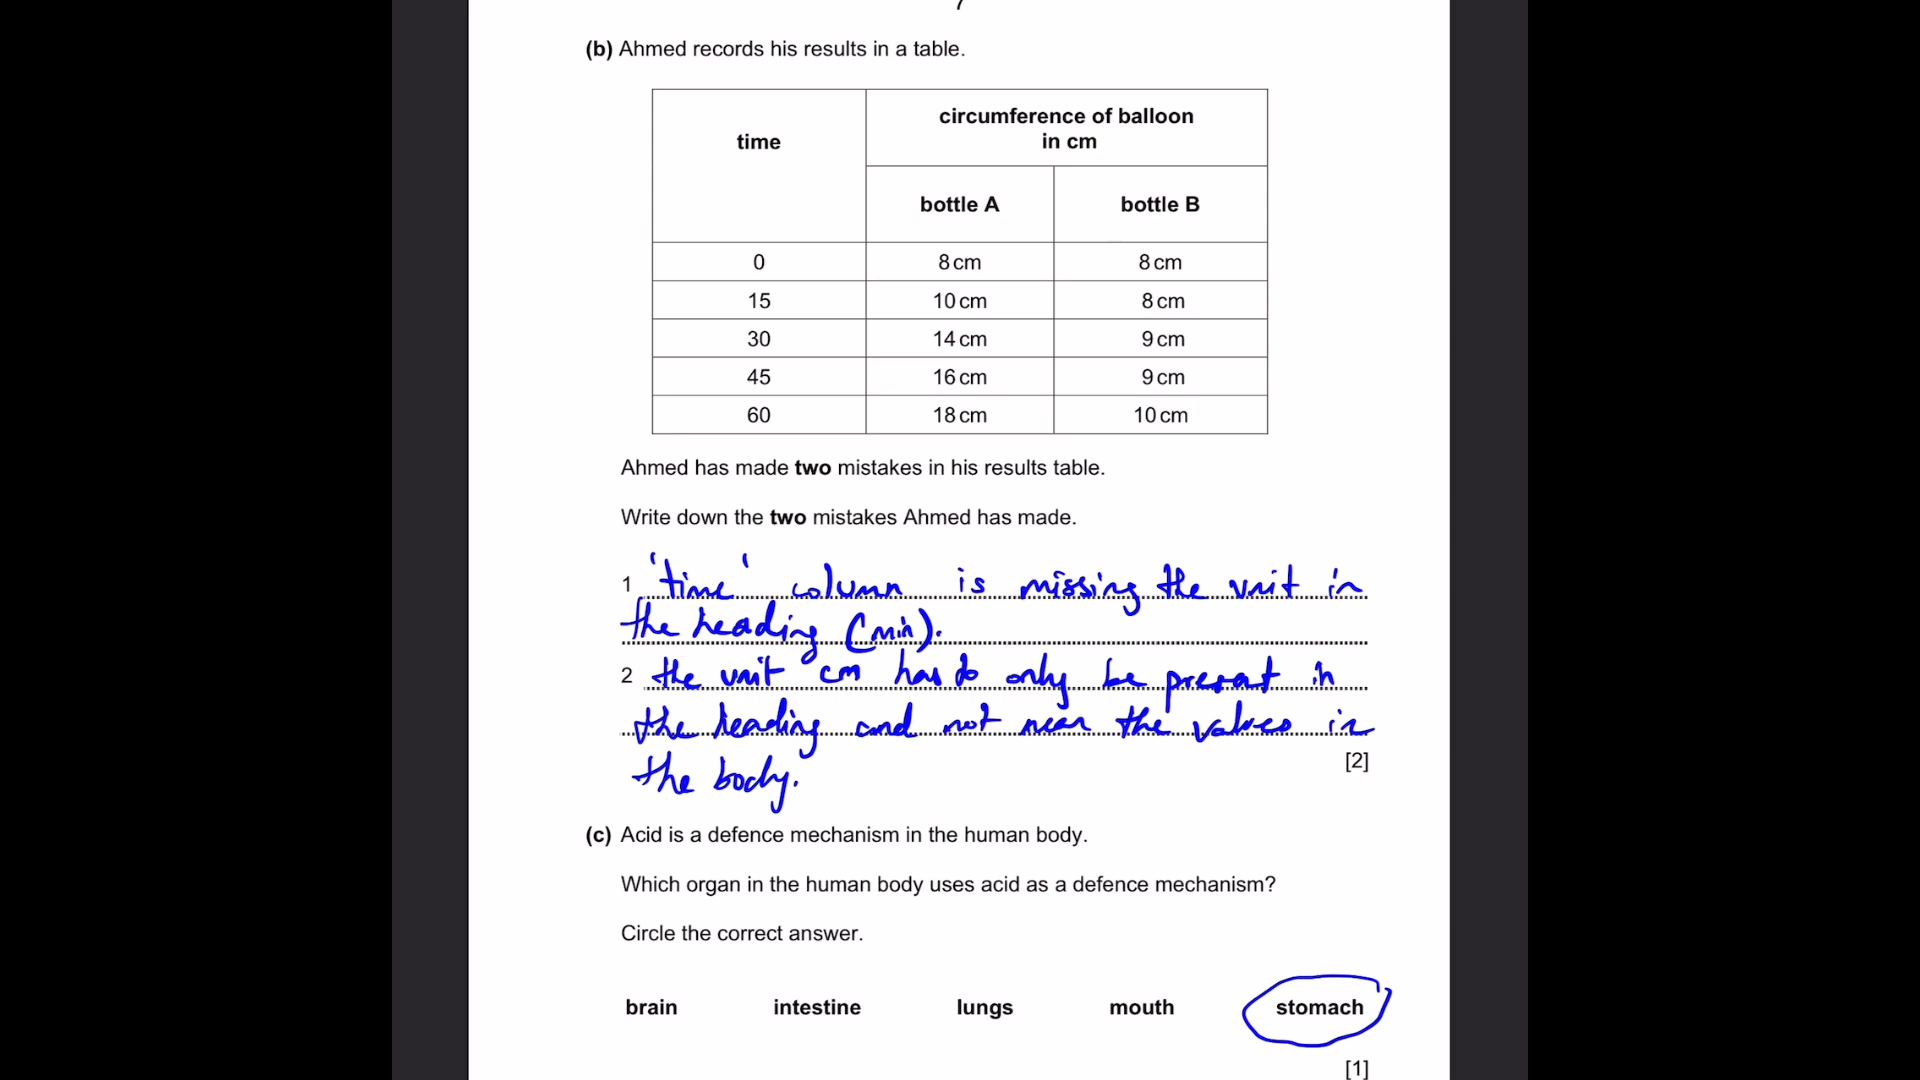 (b) Ahmed records his results in a table.
time
circumference of balloon
in cm
bottle A bottle B
0 8 cm 8 cm
15 10 cm 8 cm
30 14 cm 9 cm
45 16 cm 9 cm
60 18 cm 10 cm
Ahmed has made two mistakes in his results table.
Write down the two mistakes Ahmed has made.
1 'time' column is missing the unit in
the heading (min).
2 the unit cm has to only be present in
the heading and not near the values in
[2]
the body.
(c) Acid is a defence mechanism in the human body.
Which organ in the human body uses acid as a defence mechanism?
Circle the correct answer.
brain intestine lungs mouth stomach
[1]